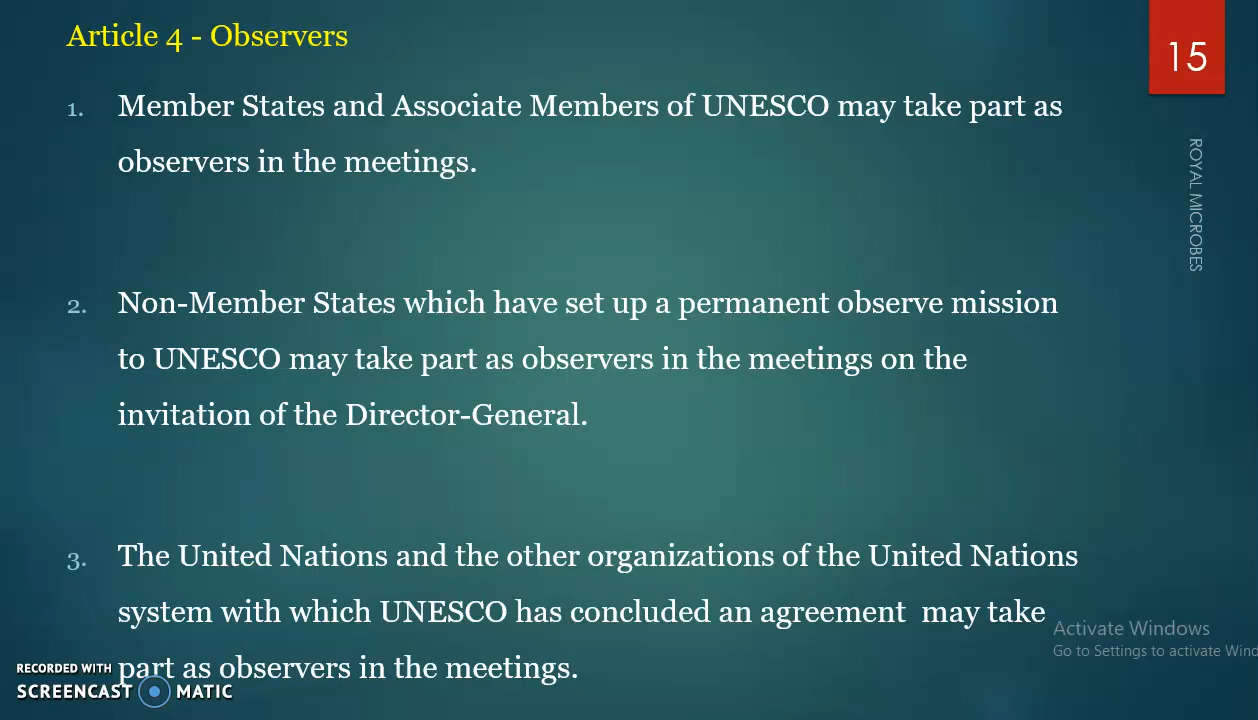 Article 4 - Observers
15
1. Member States and Associate Members of UNESCO may take part as
observers in the meetings.
ROYAL MICROBES
2. Non-Member States which have set up a permanent observe mission
to UNESCO may take part as observers in the meetings on the
invitation of the Director-General.
3. The United Nations and the other organizations of the United Nations
system with which UNESCO has concluded an agreement may take
part as observers in the meetings.
Activate Windows
Go to Settings to activate Wind
RECORDED WITH
SCREENCAST MATIC